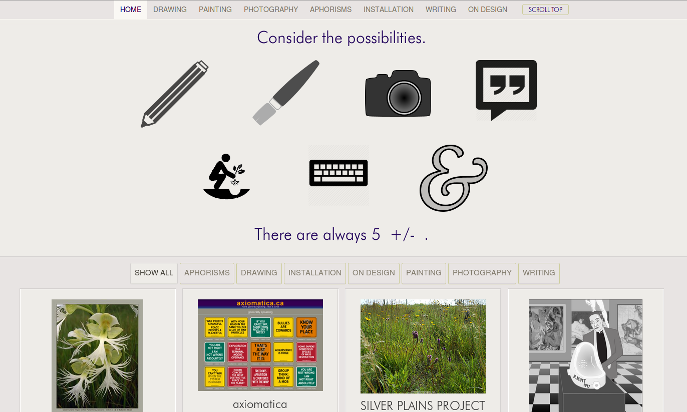 HOME DRAWING PAINTING PHOTOGRAPHY APHORISMS INSTALLATION WRITING ON DESIGN SCROLL TOP
Consider the possibilities.
&
There are always 5 +/- .
SHOW ALL APHORISMS DRAWING INSTALLATION ON DESIGN PAINTING PHOTOGRAPHY WRITING
axiomatica.ca
KNOW YOUR PLACE
THAT'S JUST THE WAY IT IS
axiomatica
SILVER PLAINS PROJECT